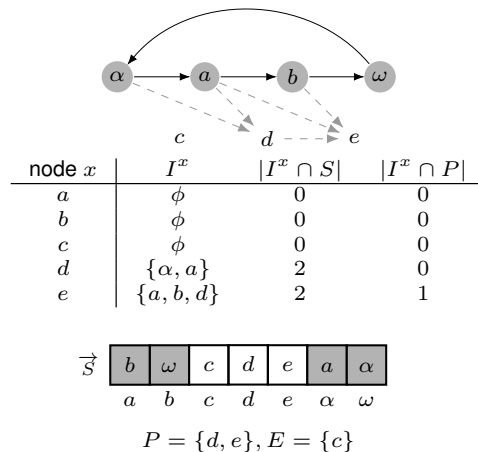 α a b ω
c d e
node x I^x |I^x ∩ S| |I^x ∩ P|
a ϕ 0 0
b ϕ 0 0
c ϕ 0 0
d {α, a} 2 0
e {a, b, d} 2 1
S⃗ b ω c d e a α
a b c d e α ω
P = {d, e}, E = {c}